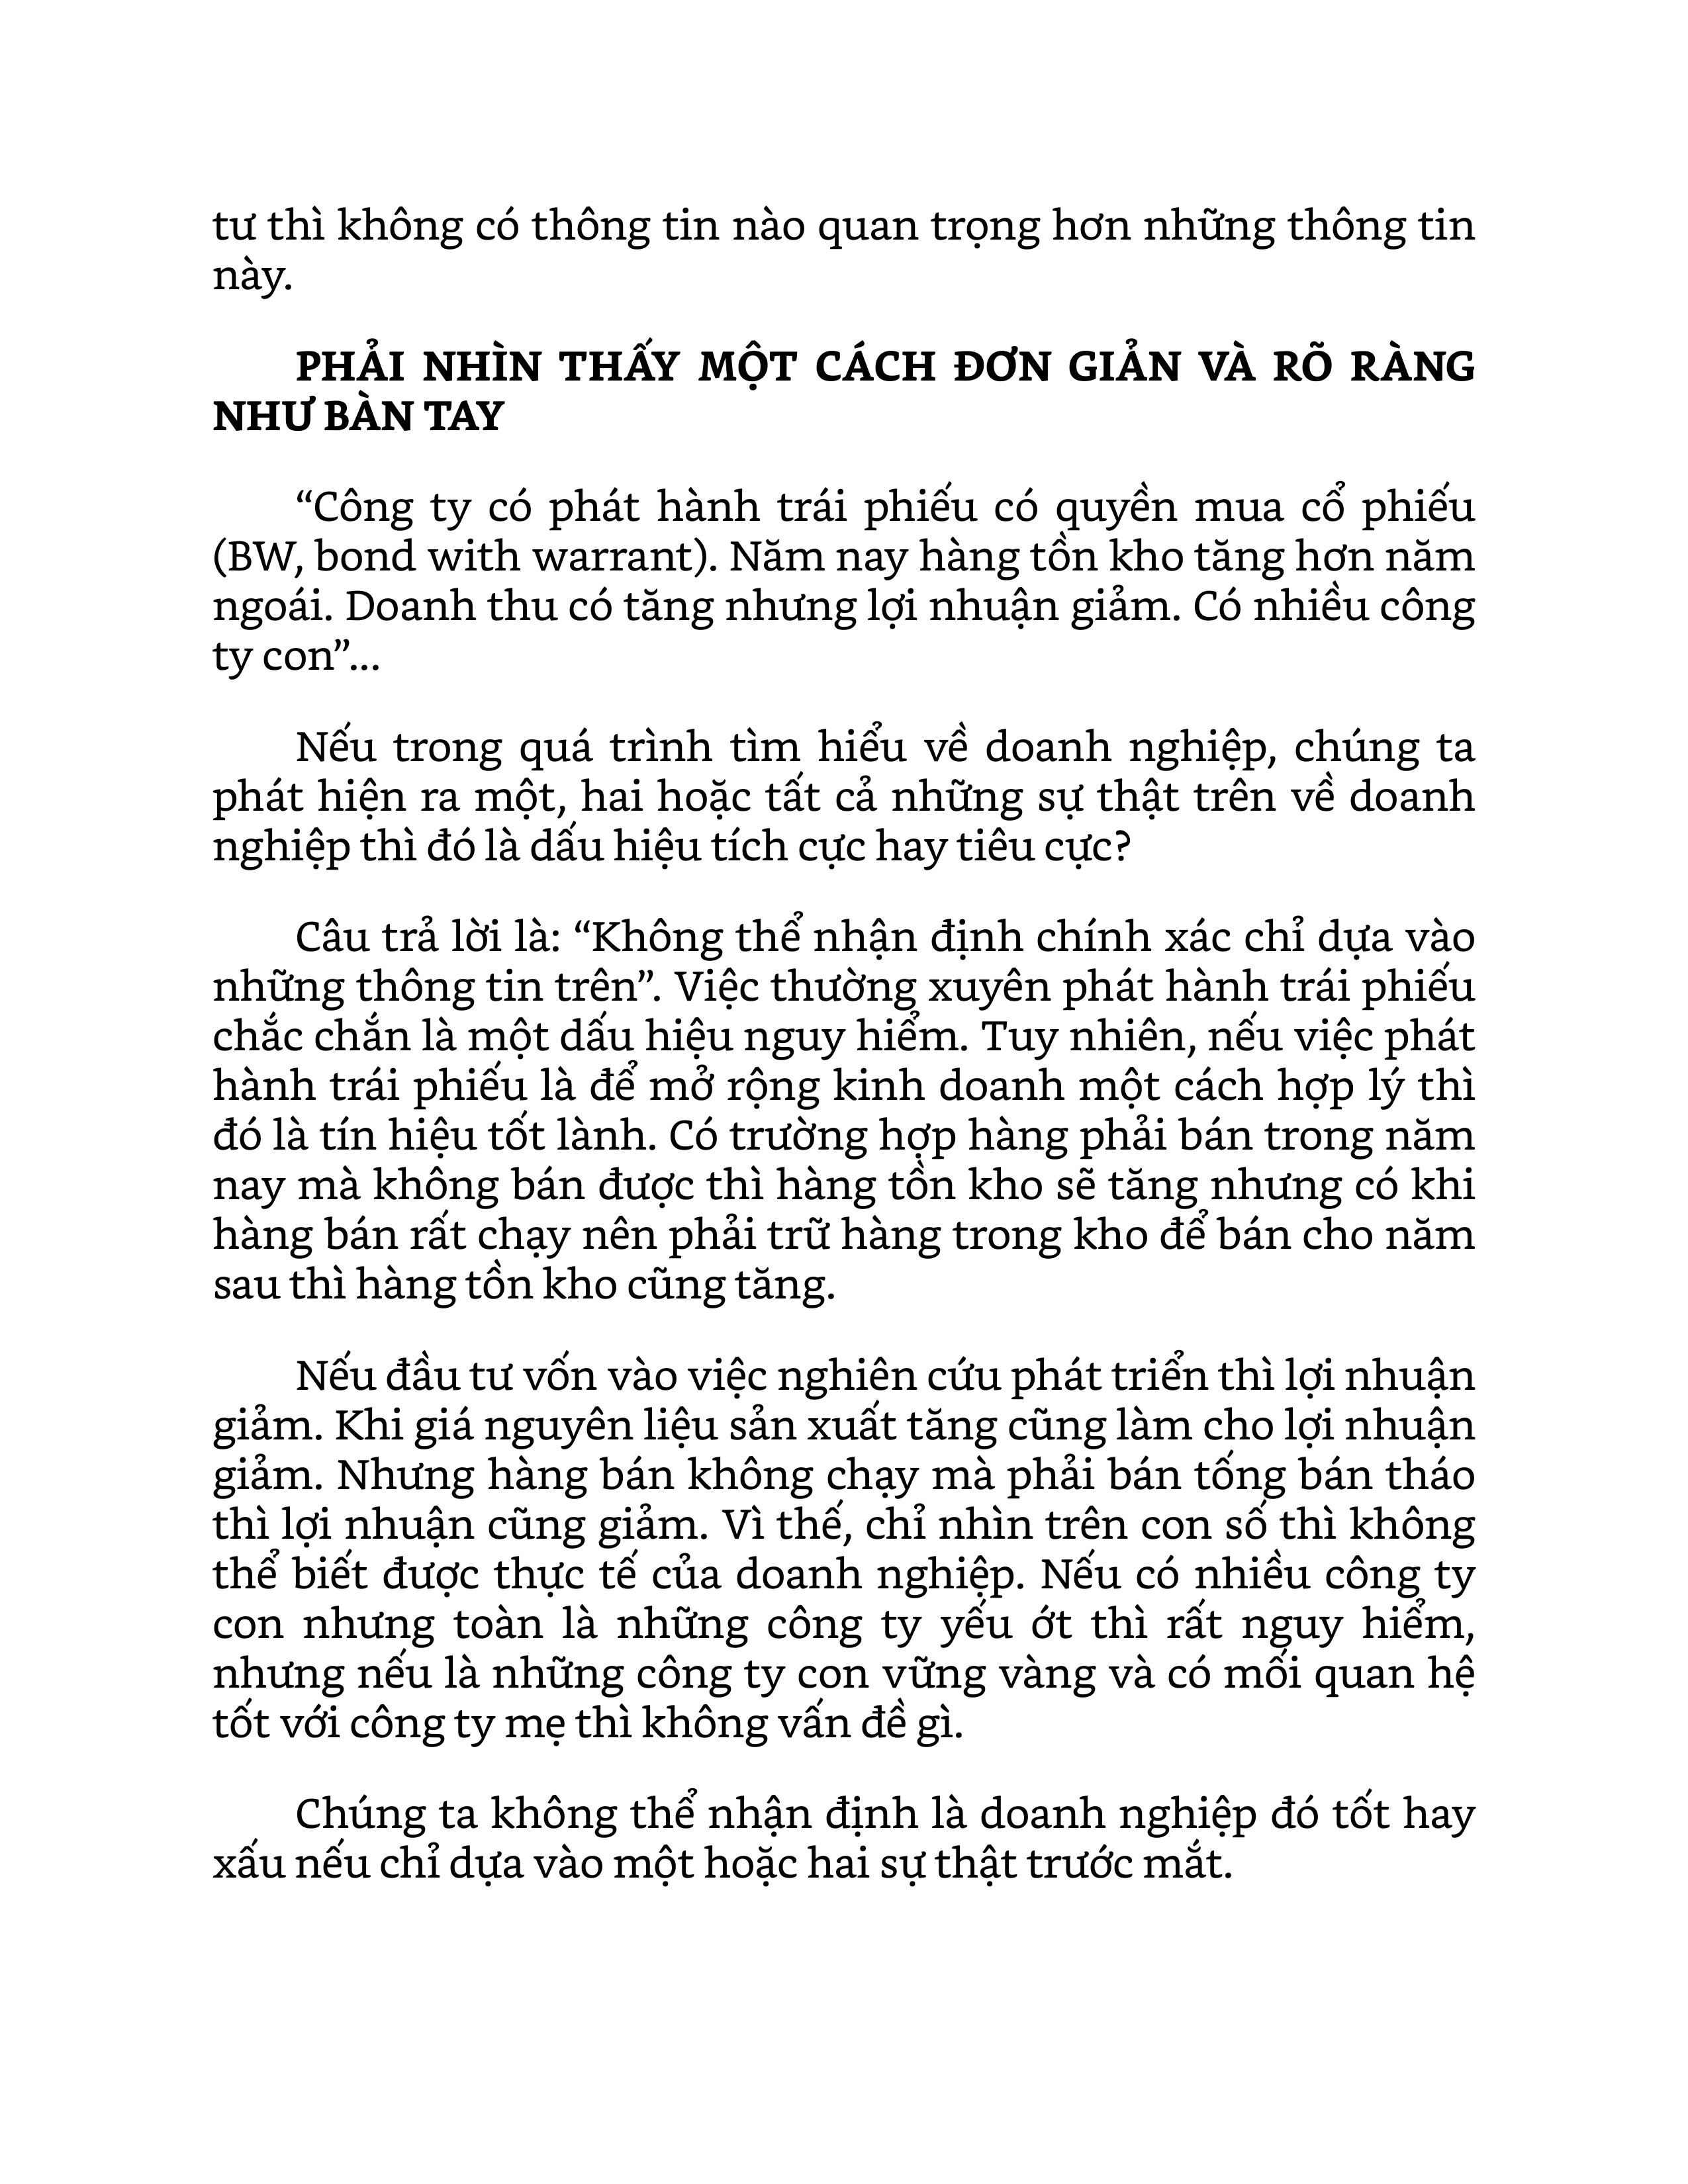 tư thì không có thông tin nào quan trọng hơn những thông tin
này.
PHẢI NHÌN THẤY MỘT CÁCH ĐƠN GIẢN VÀ RÕ RÀNG
NHƯ BÀN TAY
“Công ty có phát hành trái phiếu có quyền mua cổ phiếu
(BW, bond with warrant). Năm nay hàng tồn kho tăng hơn năm
ngoái. Doanh thu có tăng nhưng lợi nhuận giảm. Có nhiều công
ty con”...
Nếu trong quá trình tìm hiểu về doanh nghiệp, chúng ta
phát hiện ra một, hai hoặc tất cả những sự thật trên về doanh
nghiệp thì đó là dấu hiệu tích cực hay tiêu cực?
Câu trả lời là: “Không thể nhận định chính xác chỉ dựa vào
những thông tin trên”. Việc thường xuyên phát hành trái phiếu
chắc chắn là một dấu hiệu nguy hiểm. Tuy nhiên, nếu việc phát
hành trái phiếu là để mở rộng kinh doanh một cách hợp lý thì
đó là tín hiệu tốt lành. Có trường hợp hàng phải bán trong năm
nay mà không bán được thì hàng tồn kho sẽ tăng nhưng có khi
hàng bán rất chạy nên phải trữ hàng trong kho để bán cho năm
sau thì hàng tồn kho cũng tăng.
Nếu đầu tư vốn vào việc nghiên cứu phát triển thì lợi nhuận
giảm. Khi giá nguyên liệu sản xuất tăng cũng làm cho lợi nhuận
giảm. Nhưng hàng bán không chạy mà phải bán tống bán tháo
thì lợi nhuận cũng giảm. Vì thế, chỉ nhìn trên con số thì không
thể biết được thực tế của doanh nghiệp. Nếu có nhiều công ty
con nhưng toàn là những công ty yếu ớt thì rất nguy hiểm,
nhưng nếu là những công ty con vững vàng và có mối quan hệ
tốt với công ty mẹ thì không vấn đề gì.
Chúng ta không thể nhận định là doanh nghiệp đó tốt hay
xấu nếu chỉ dựa vào một hoặc hai sự thật trước mắt.